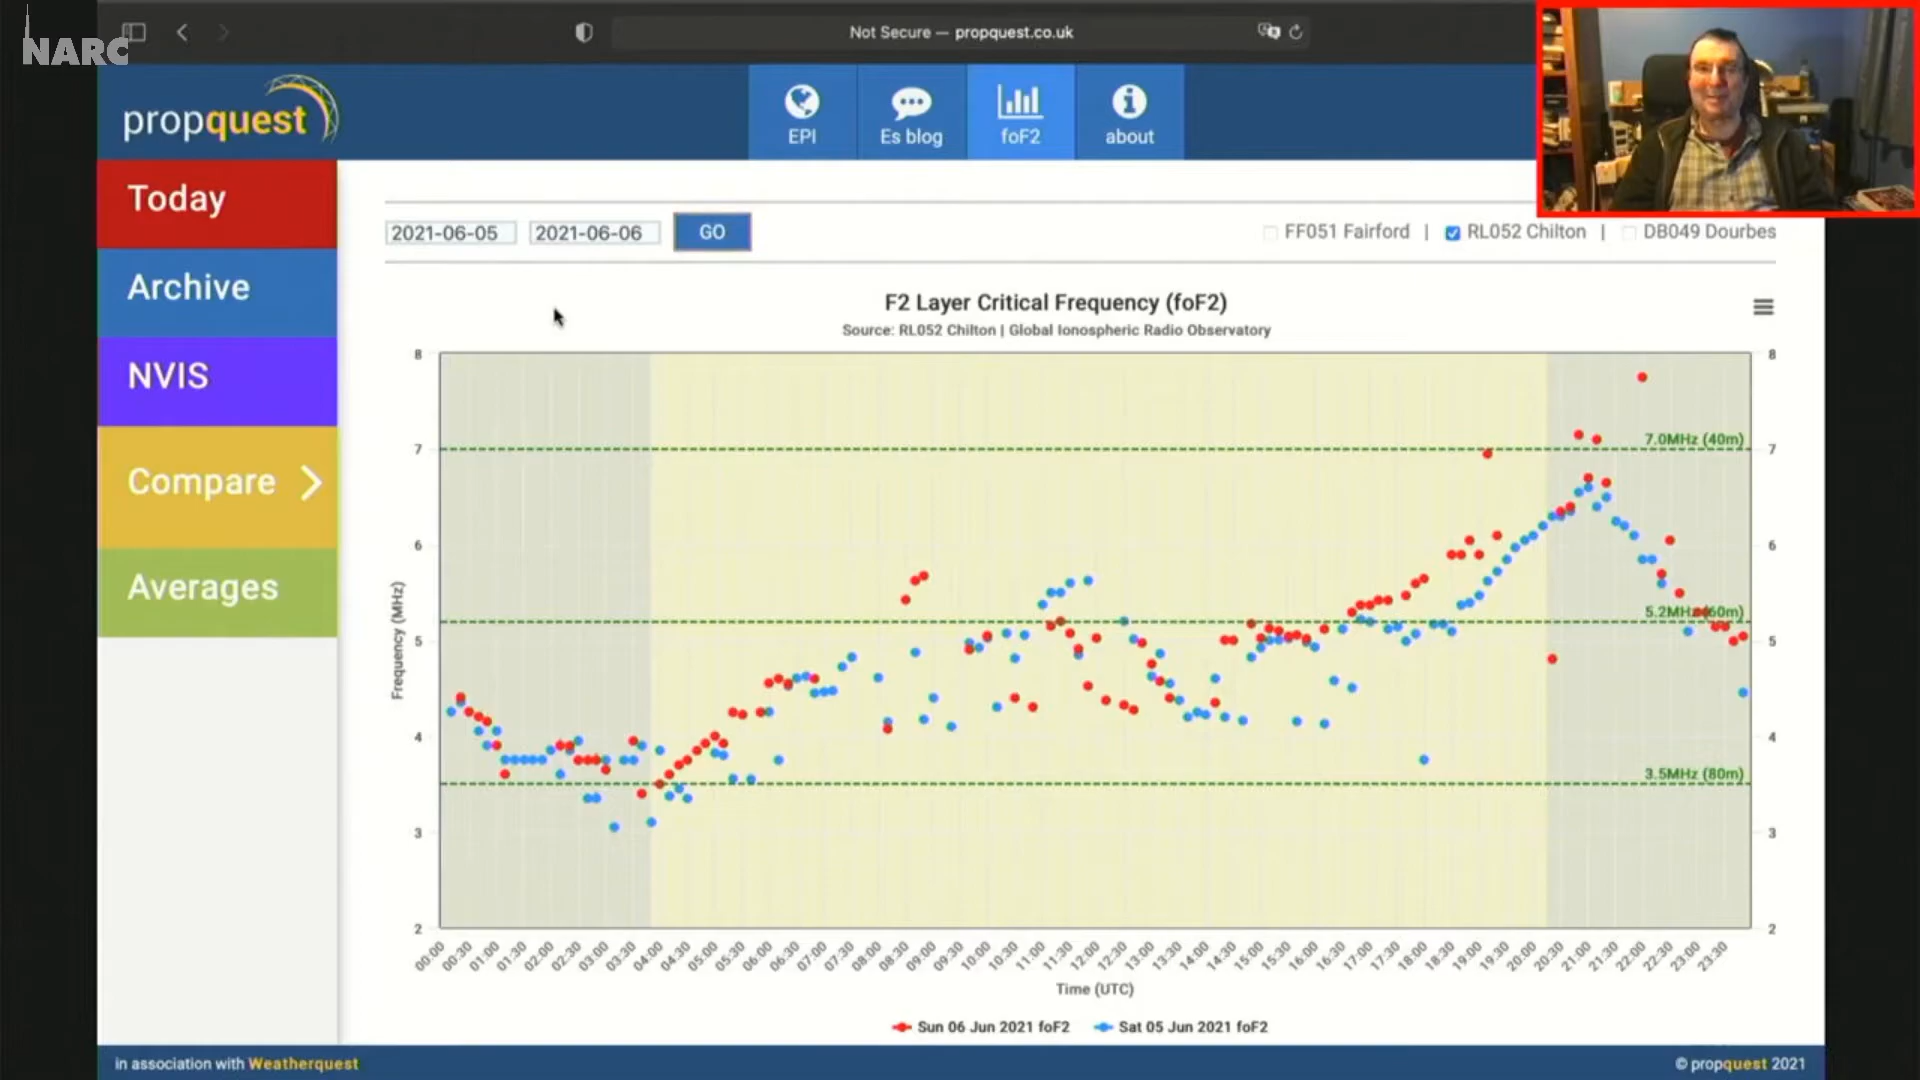 NARC
Not Secure — propquest.co.uk
propquest
EPI
Es blog
foF2
about
Today
Archive
NVIS
Compare
Averages
2021-06-05
2021-06-06
GO
FF051 Fairford | RL052 Chilton | DB049 Dourbes
F2 Layer Critical Frequency (foF2)
Source: RL052 Chilton | Global Ionospheric Radio Observatory
8
7
6
5
4
3
2
Frequency (MHz)
7.0MHz (40m)
5.2MHz (60m)
3.5MHz (80m)
8
7
6
5
4
3
2
00:00 00:30 01:00 01:30 02:00 02:30 03:00 03:30 04:00 04:30 05:00 05:30 06:00 06:30 07:00 07:30 08:00 08:30 09:00 09:30 10:00 10:30 11:00 11:30 12:00 12:30 13:00 13:30 14:00 14:30 15:00 15:30 16:00 16:30 17:00 17:30 18:00 18:30 19:00 19:30 20:00 20:30 21:00 21:30 22:00 22:30 23:00 23:30
Time (UTC)
Sun 06 Jun 2021 foF2
Sat 05 Jun 2021 foF2
in association with Weatherquest
© propquest 2021